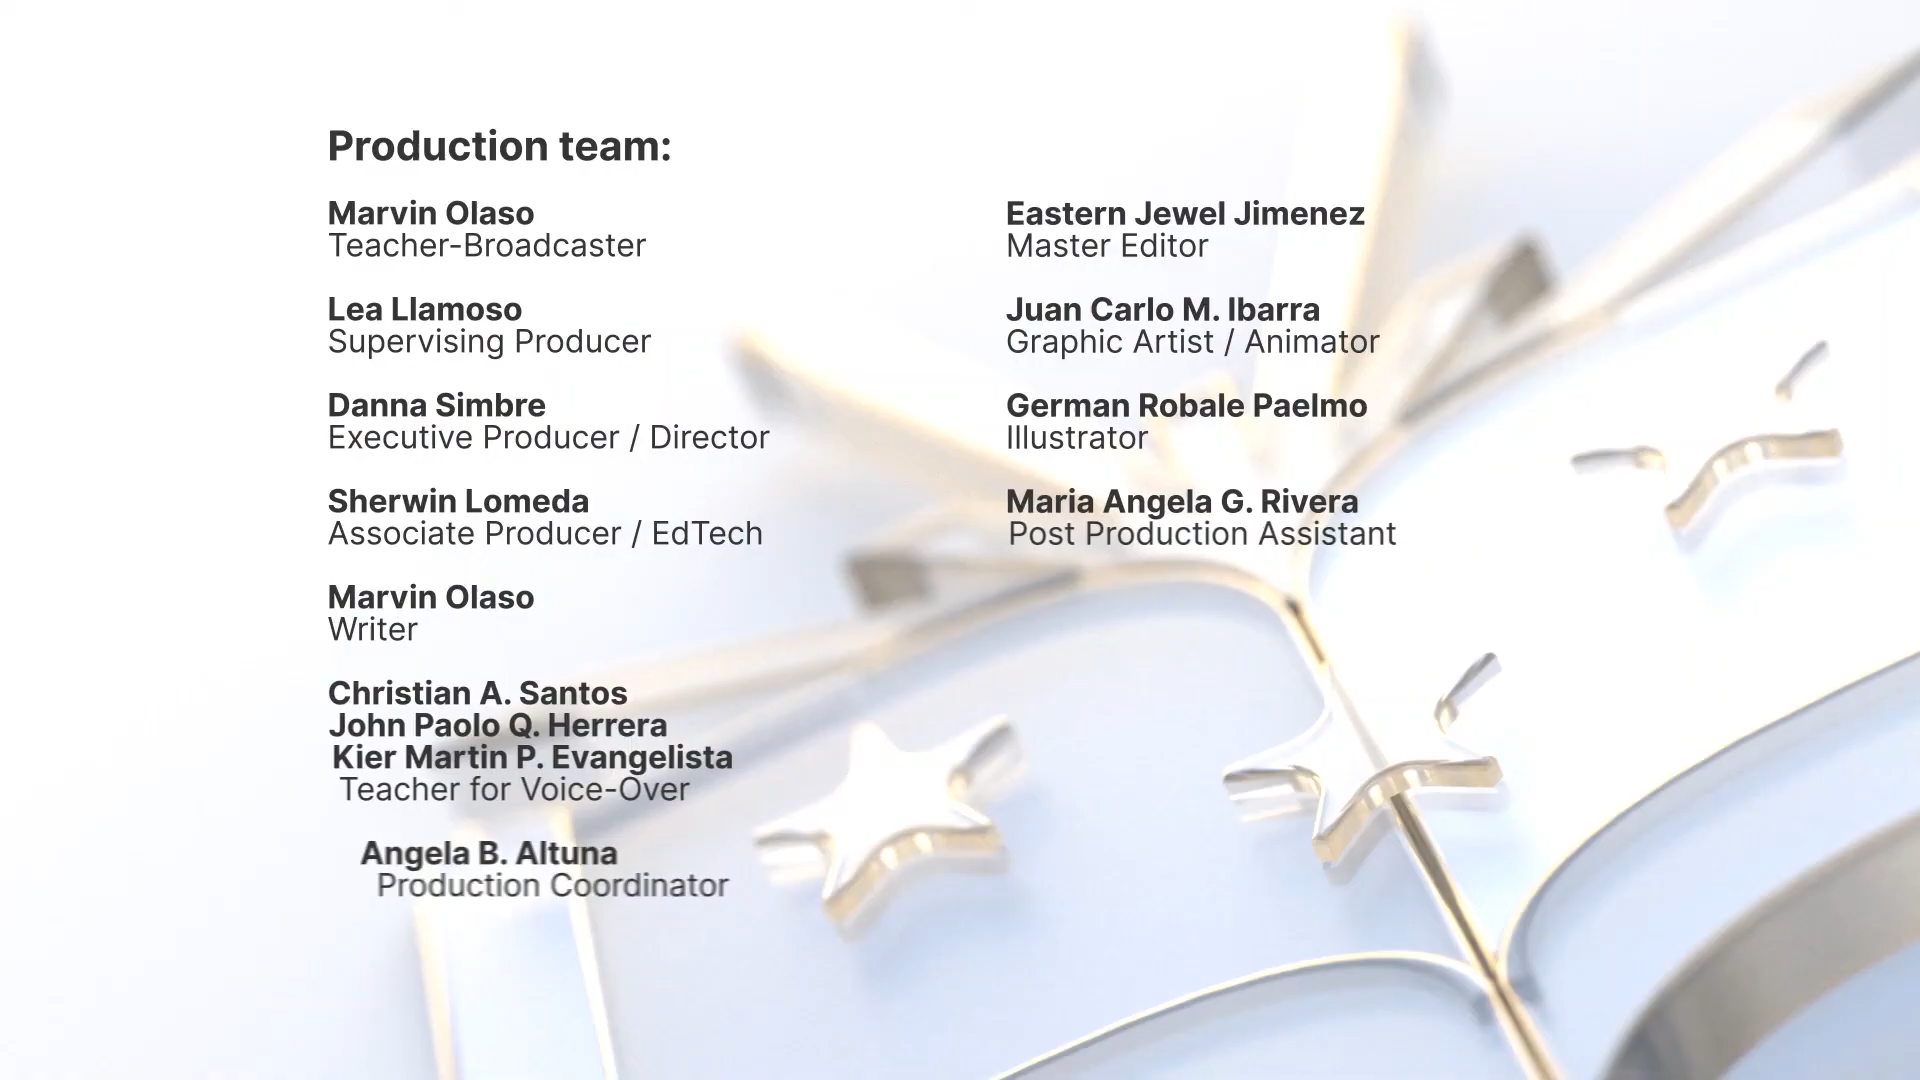 Production team:
Marvin Olaso
Teacher-Broadcaster
Lea Llamoso
Supervising Producer
Danna Simbre
Executive Producer / Director
Sherwin Lomeda
Associate Producer / EdTech
Marvin Olaso
Writer
Christian A. Santos
John Paolo Q. Herrera
Kier Martin P. Evangelista
Teacher for Voice-Over
Angela B. Altuna
Production Coordinator
Eastern Jewel Jimenez
Master Editor
Juan Carlo M. Ibarra
Graphic Artist / Animator
German Robale Paelmo
Illustrator
Maria Angela G. Rivera
Post Production Assistant